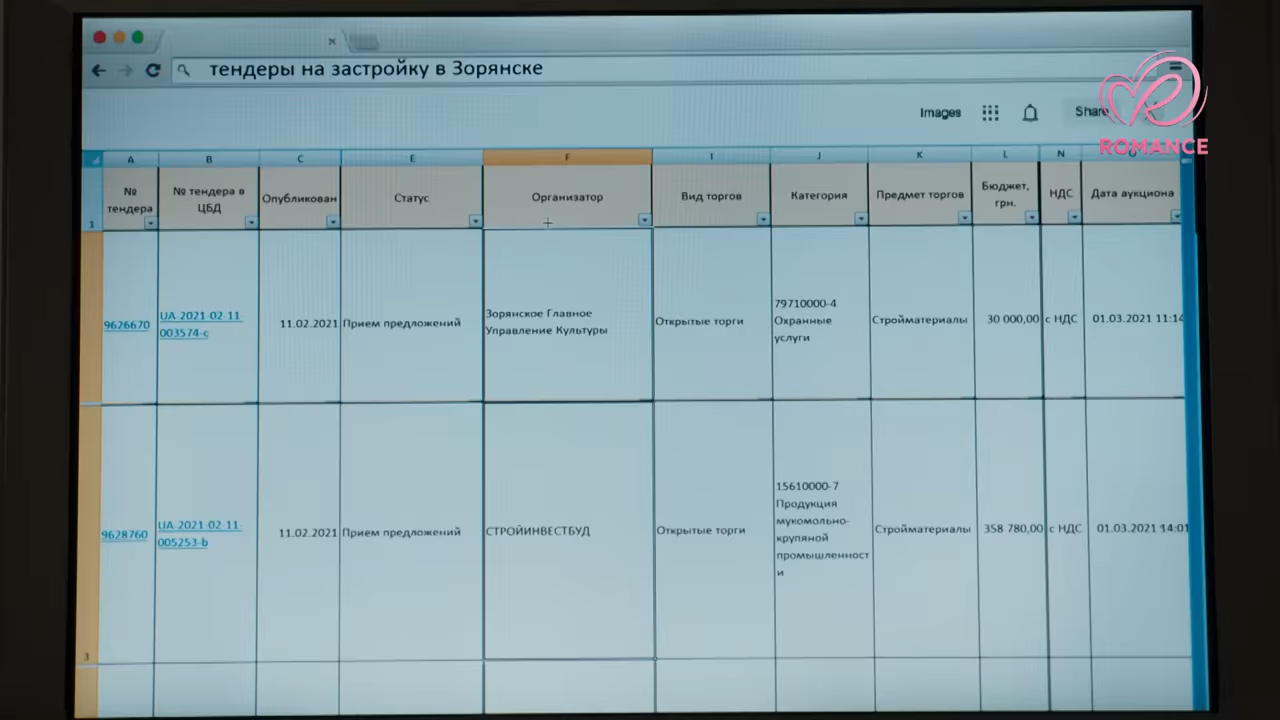 тендеры на застройку в Зорянске
Images
Share
ROMANCE
A B C E F I J K L N
№ тендера
№ тендера в ЦБД
Опубликован
Статус
Организатор
Вид торгов
Категория
Предмет торгов
Бюджет, грн.
НДС
Дата аукциона
1
9626670
UA-2021-02-11-
003574-c
11.02.2021
Прием предложений
Зорянское Главное
Управление Культуры
Открытые торги
79710000-4
Охранные
услуги
Стройматериалы
30 000,00
с НДС
01.03.2021 11:14
9628760
UA-2021-02-11-
005253-b
11.02.2021
Прием предложений
СТРОЙИНВЕСТБУД
Открытые торги
15610000-7
Продукция
мукомольно-
крупяной
промышленност
и
Стройматериалы
358 780,00
с НДС
01.03.2021 14:01
3